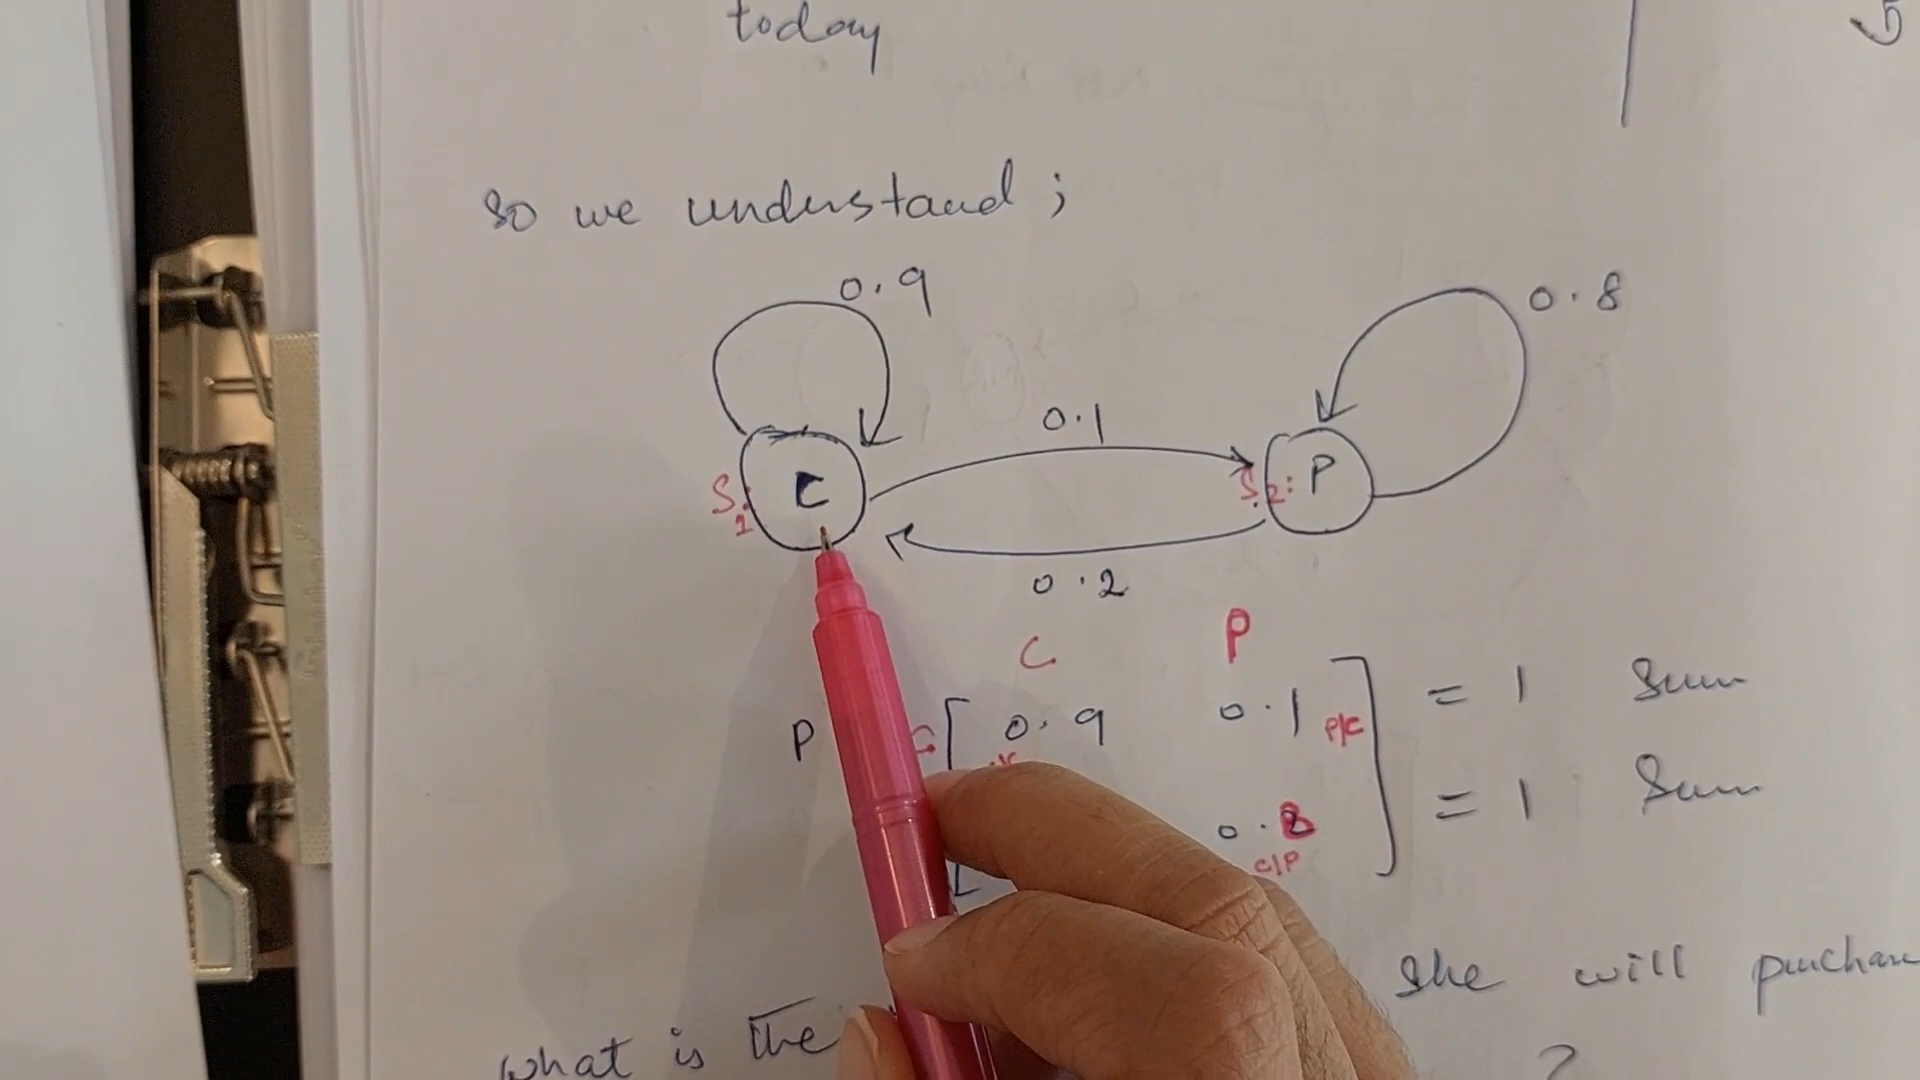 today
so we understand ;
0.9
0.8
0.1
S1: C
S2: P
0.2
C P
P C 0.9 0.1 P/C = 1 Sum
0.8 C/P = 1 Sum
She will
what is the ?